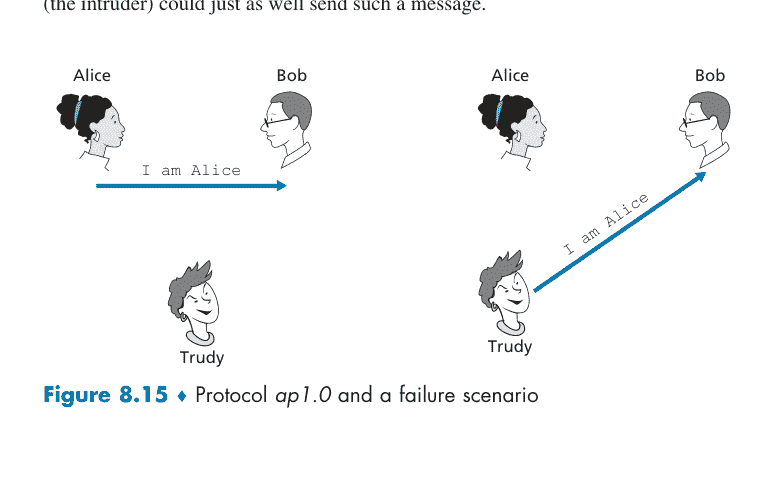 (the intruder) could just as well send such a message.
Alice
Bob
I am Alice
Trudy
Alice
Bob
I am Alice
Trudy
Figure 8.15 ♦ Protocol ap1.0 and a failure scenario